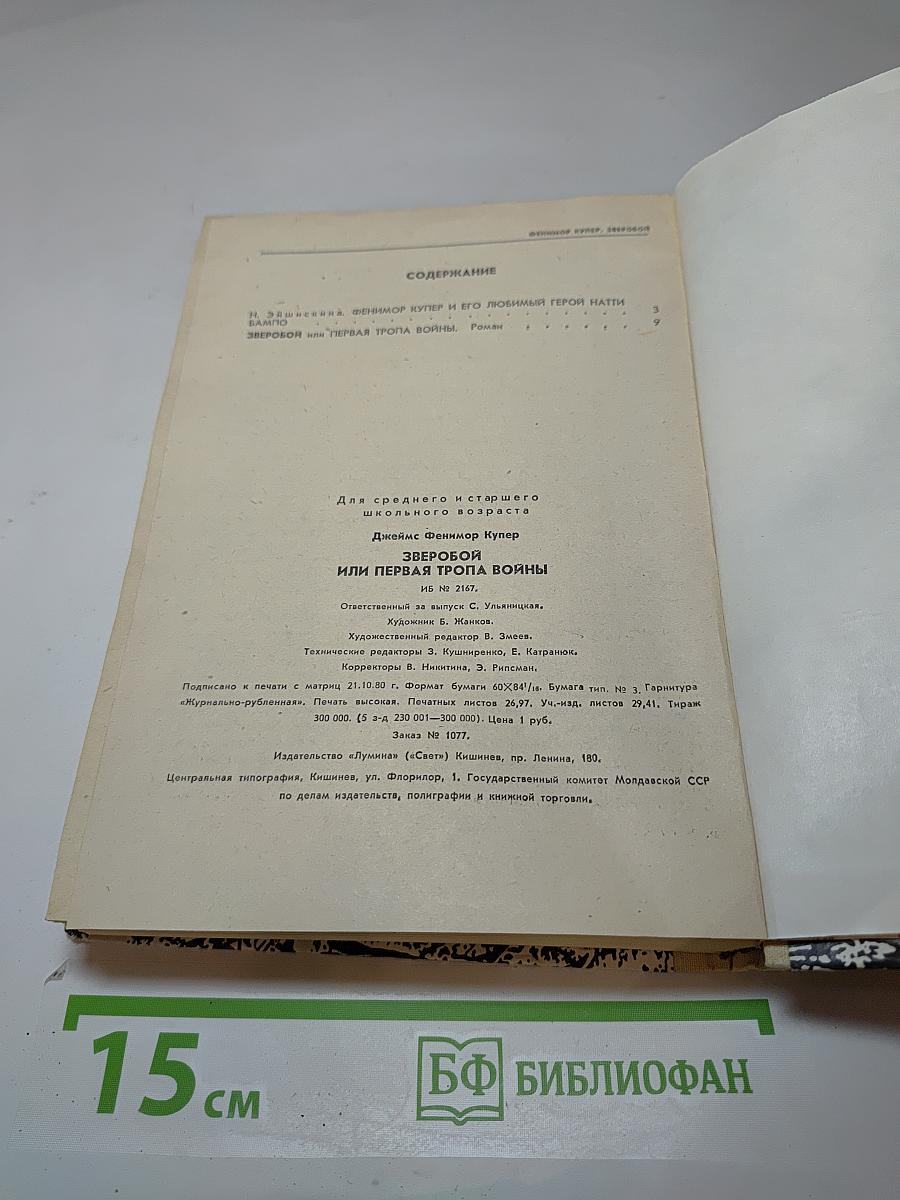 ФЕНИМОР КУПЕР, ЗВЕРОБОЙ
СОДЕРЖАНИЕ
Н. Эйшискина. ФЕНИМОР КУПЕР И ЕГО ЛЮБИМЫЙ ГЕРОЙ НАТТИ
БАМПО . . . . . . . . . . . . . . . . . . 3
ЗВЕРОБОЙ или ПЕРВАЯ ТРОПА ВОЙНЫ. Роман . . . . . . 9
Для среднего и старшего
школьного возраста
Джеймс Фенимор Купер
ЗВЕРОБОЙ
ИЛИ ПЕРВАЯ ТРОПА ВОЙНЫ
ИБ № 2167.
Ответственный за выпуск С. Ульяницкая.
Художник Б. Жанков.
Художественный редактор В. Змеев.
Технические редакторы З. Кушниренко, Е. Катранюк.
Корректоры В. Никитина, Э. Рипсман.
Подписано к печати с матриц 21.10.80 г. Формат бумаги 60×84¹/₁₆. Бумага тип. № 3. Гарнитура
«Журнально-рубленная». Печать высокая. Печатных листов 26,97. Уч.-изд. листов 29,41. Тираж
300 000. (5 з-д 230 001—300 000). Цена 1 руб.
Заказ № 1077.
Издательство «Лумина» («Свет») Кишинев, пр. Ленина, 180.
Центральная типография, Кишинев, ул. Флорилор, 1. Государственный комитет Молдавской ССР
по делам издательств, полиграфии и книжной торговли.
15 см
БФ БИБЛИОФАН